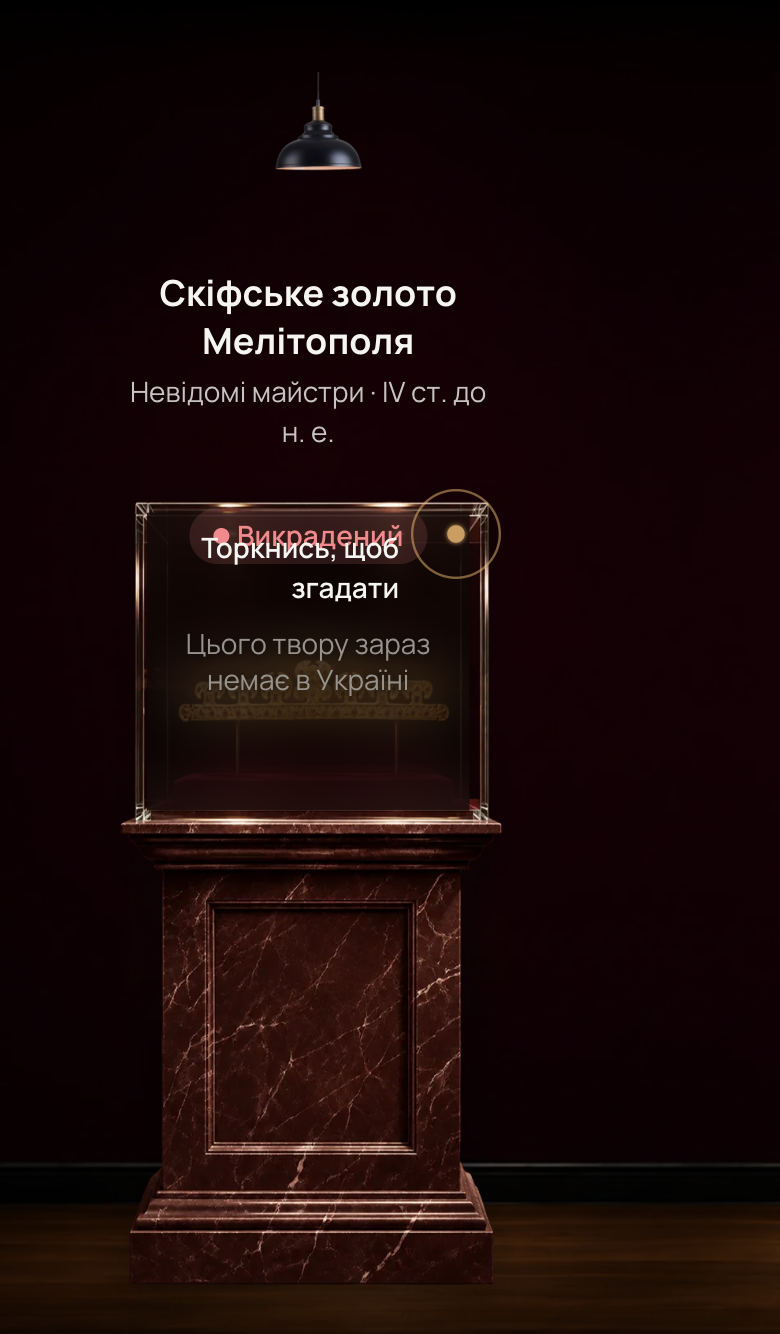 Скіфське золото
Мелітополя
Невідомі майстри · IV ст. до
н. е.
Викрадений
Торкнись, щоб
згадати
Цього твору зараз
немає в Україні